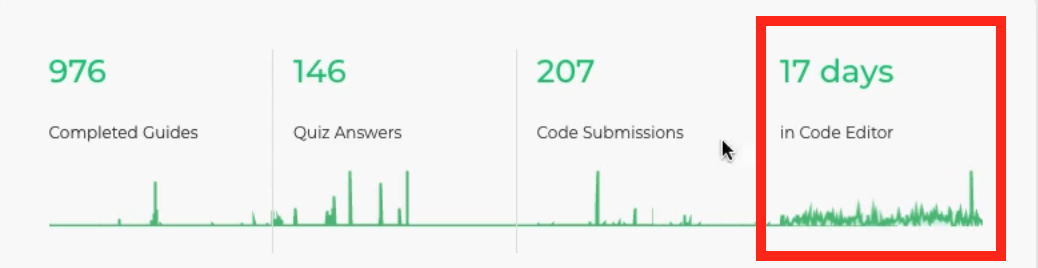 976
Completed Guides
146
Quiz Answers
207
Code Submissions
17 days
in Code Editor